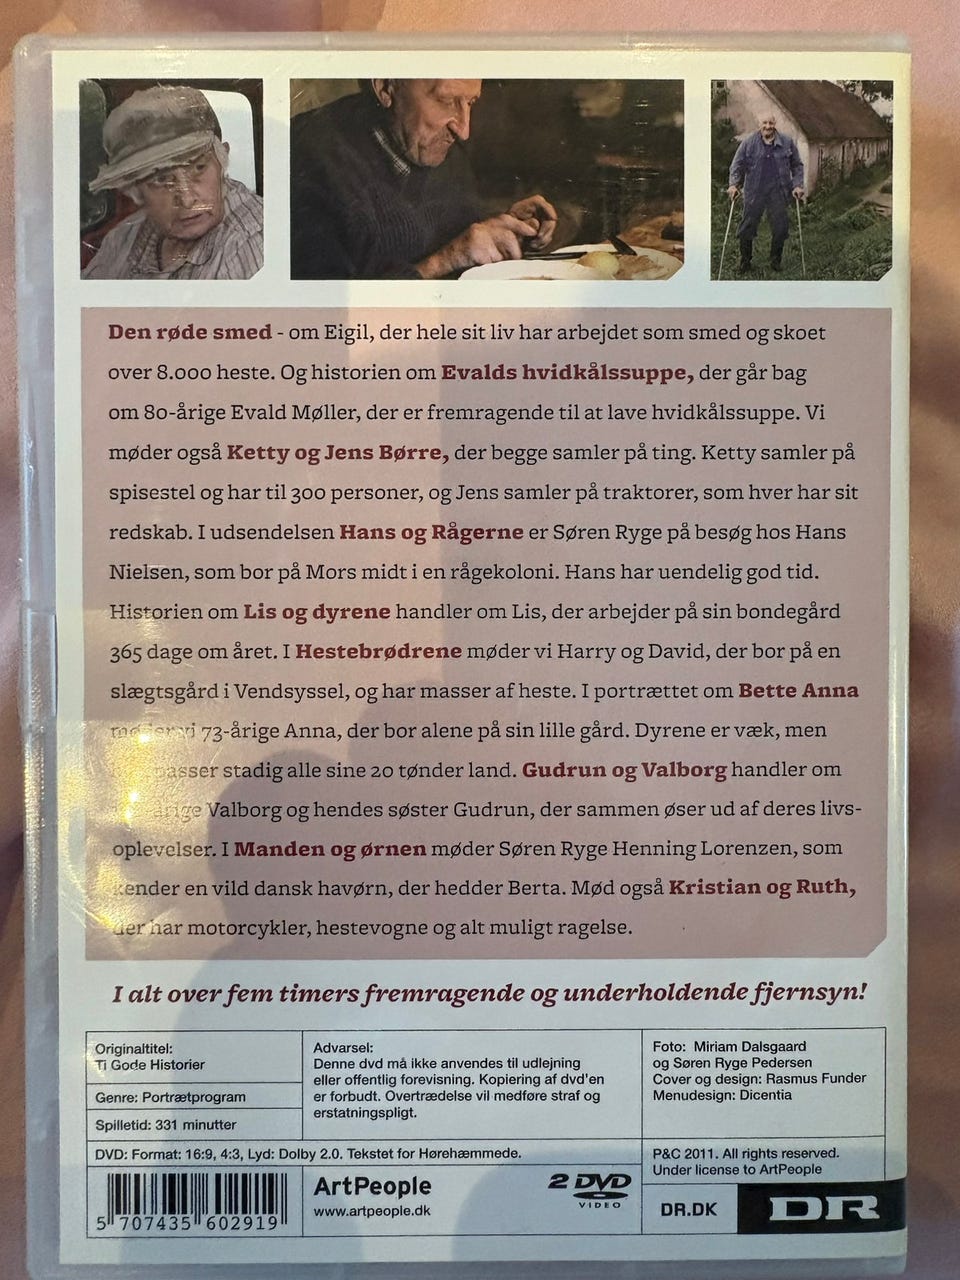 Den røde smed - om Eigil, der hele sit liv har arbejdet som smed og skoet
over 8.000 heste. Og historien om Evalds hvidkålssuppe, der går bag
om 80-årige Evald Møller, der er fremragende til at lave hvidkålssuppe. Vi
møder også Ketty og Jens Børre, der begge samler på ting. Ketty samler på
spisestel og har til 300 personer, og Jens samler på traktorer, som hver har sit
redskab. I udsendelsen Hans og Rågerne er Søren Ryge på besøg hos Hans
Nielsen, som bor på Mors midt i en rågekoloni. Hans har uendelig god tid.
Historien om Lis og dyrene handler om Lis, der arbejder på sin bondegård
365 dage om året. I Hestebrødrene møder vi Harry og David, der bor på en
slægtsgård i Vendsyssel, og har masser af heste. I portrættet om Bette Anna
møder vi 73-årige Anna, der bor alene på sin lille gård. Dyrene er væk, men
passer stadig alle sine 20 tønder land. Gudrun og Valborg handler om
årige Valborg og hendes søster Gudrun, der sammen øser ud af deres livs-
oplevelser. I Manden og ørnen møder Søren Ryge Henning Lorenzen, som
kender en vild dansk havørn, der hedder Berta. Mød også Kristian og Ruth,
der har motorcykler, hestevogne og alt muligt ragelse.
I alt over fem timers fremragende og underholdende fjernsyn!
Originaltitel:
Ti Gode Historier
Genre: Portrætprogram
Spilletid: 331 minutter
Advarsel:
Denne dvd må ikke anvendes til udlejning
eller offentlig forevisning. Kopiering af dvd'en
er forbudt. Overtrædelse vil medføre straf og
erstatningspligt.
Foto: Miriam Dalsgaard
og Søren Ryge Pedersen
Cover og design: Rasmus Funder
Menudesign: Dicentia
DVD: Format: 16:9, 4:3, Lyd: Dolby 2.0. Tekstet for Hørehæmmede.
P&C 2011. All rights reserved.
Under license to ArtPeople
5 707435 602919
ArtPeople
www.artpeople.dk
2 DVD
VIDEO
DR.DK
DR